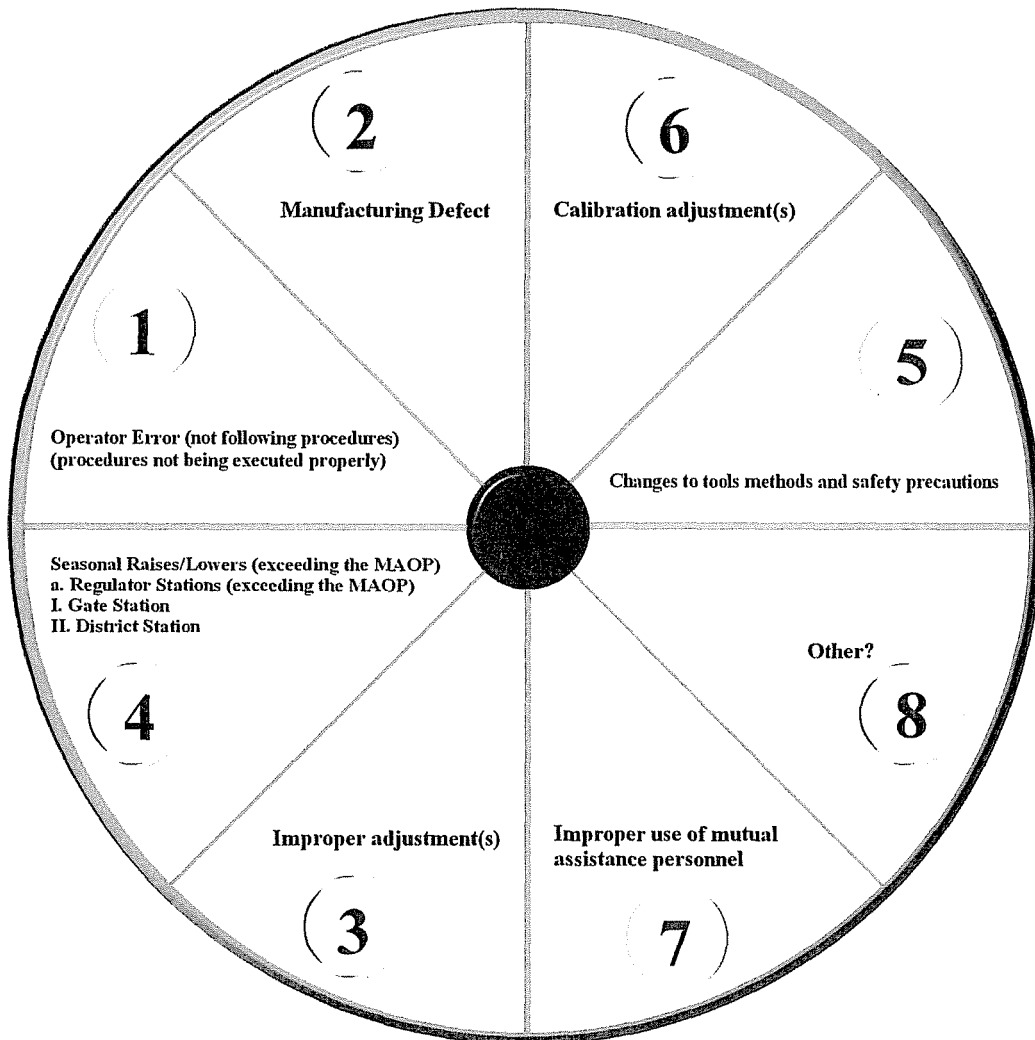 2
Manufacturing Defect
6
Calibration adjustment(s)
1
Operator Error (not following procedures)
(procedures not being executed properly)
5
Changes to tools methods and safety precautions
Seasonal Raises/Lowers (exceeding the MAOP)
a. Regulator Stations (exceeding the MAOP)
I. Gate Station
II. District Station
4
Other?
8
Improper adjustment(s)
3
Improper use of mutual
assistance personnel
7